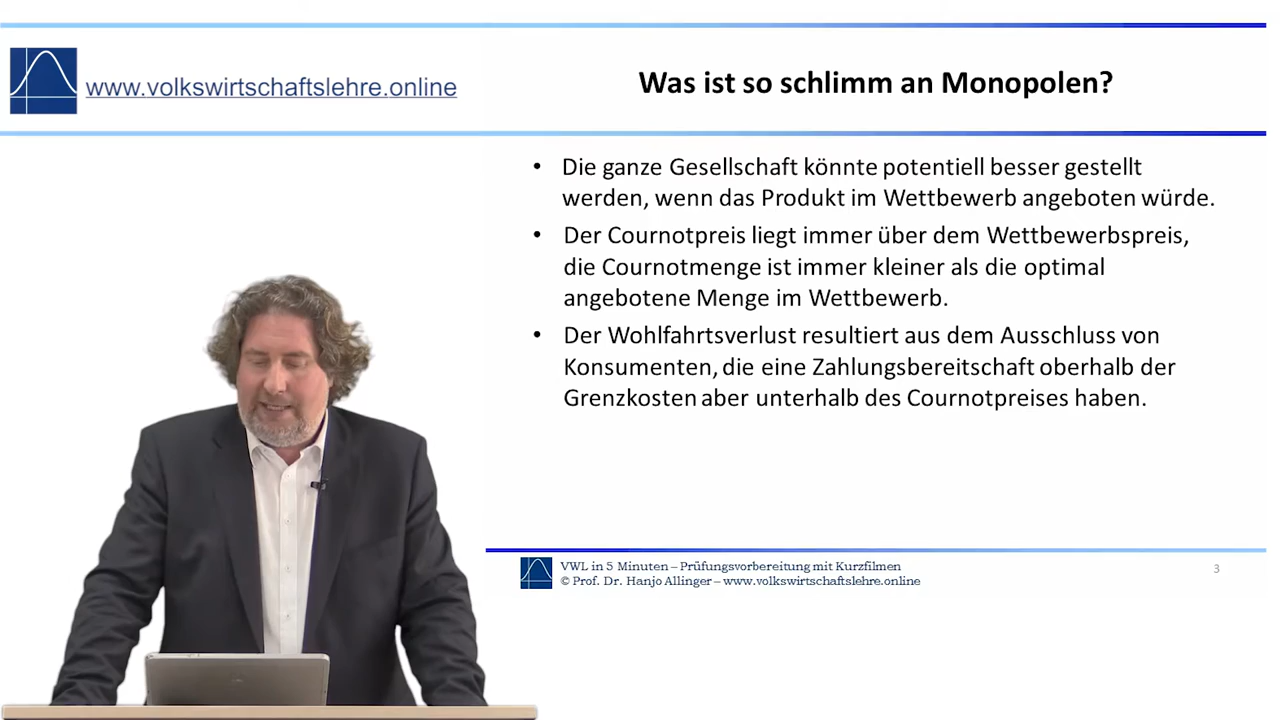 www.volkswirtschaftslehre.online
Was ist so schlimm an Monopolen?
• Die ganze Gesellschaft könnte potentiell besser gestellt
werden, wenn das Produkt im Wettbewerb angeboten würde.
• Der Cournotpreis liegt immer über dem Wettbewerbspreis,
die Cournotmenge ist immer kleiner als die optimal
angebotene Menge im Wettbewerb.
• Der Wohlfahrtsverlust resultiert aus dem Ausschluss von
Konsumenten, die eine Zahlungsbereitschaft oberhalb der
Grenzkosten aber unterhalb des Cournotpreises haben.
VWL in 5 Minuten – Prüfungsvorbereitung mit Kurzfilmen
© Prof. Dr. Hanjo Allinger – www.volkswirtschaftslehre.online
3